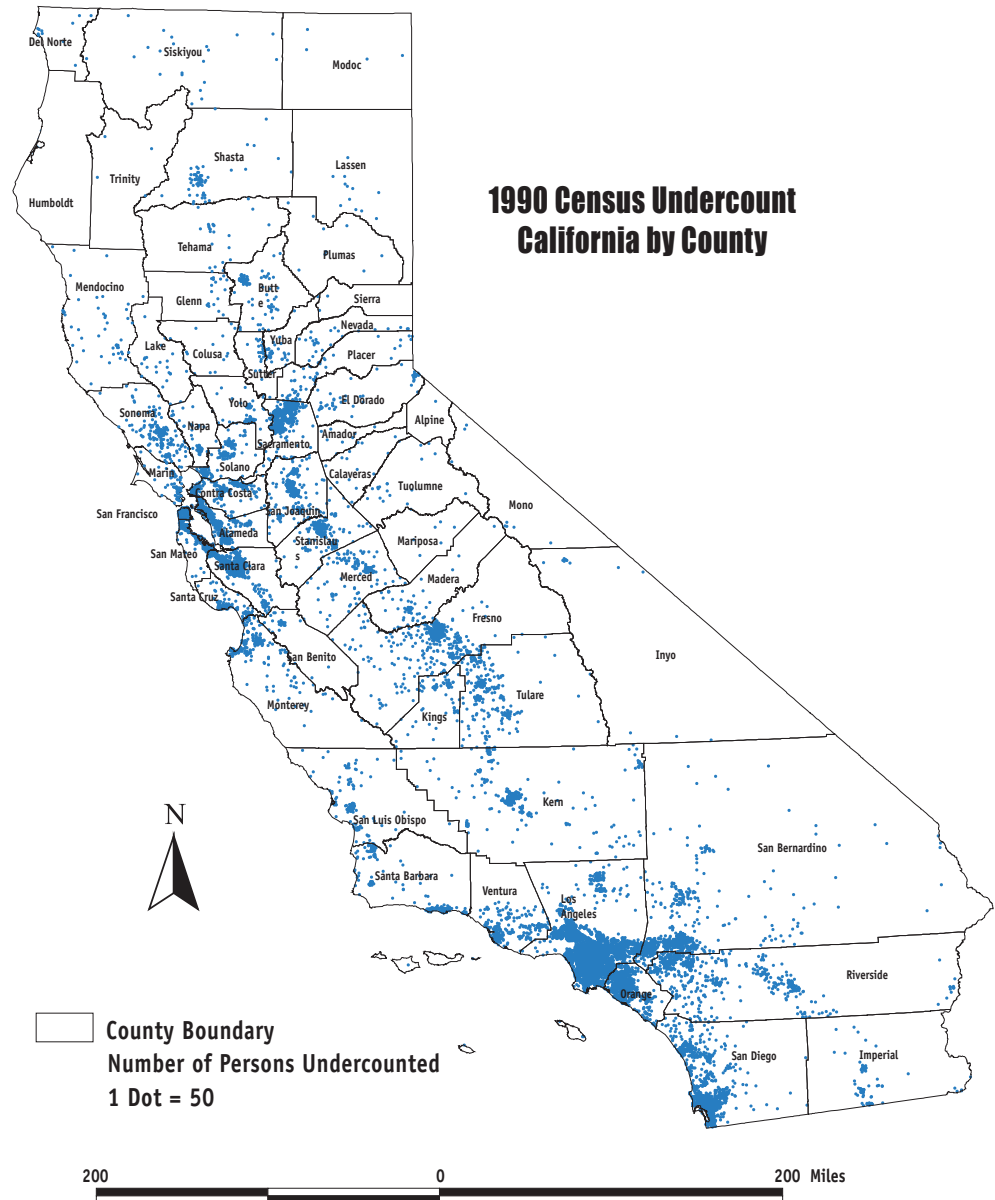 Del Norte
Siskiyou
Modoc
Shasta
Lassen
Trinity
Humboldt
1990 Census Undercount
California by County
Tehama
Plumas
Mendocino
Butt
e
Glenn
Sierra
Nevada
Yuba
Lake
Colusa
Placer
Sutter
Yolo
El Dorado
Sonoma
Napa
Alpine
Amador
Sacramento
Marin
Solano
Calaveras
Tuolumne
Contra Costa
Mono
San Francisco
San Joaquin
Alameda
Stanislau
s
Mariposa
San Mateo
Santa Clara
Merced
Madera
Santa Cruz
Fresno
San Benito
Inyo
Tulare
Monterey
Kings
Kern
N
San Luis Obispo
San Bernardino
Santa Barbara
Ventura
Los
Angeles
Riverside
Orange
County Boundary
Number of Persons Undercounted
1 Dot = 50
San Diego
Imperial
200
0
200 Miles